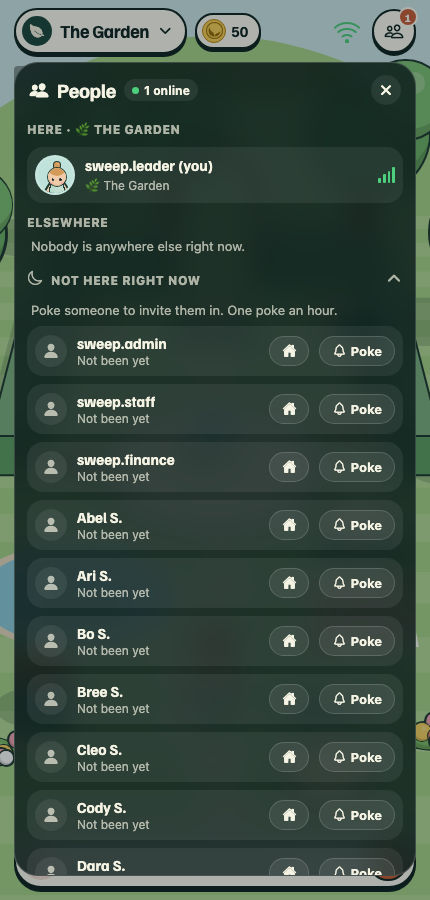 The Garden
50
1
People
1 online
HERE · THE GARDEN
sweep.leader (you)
The Garden
ELSEWHERE
Nobody is anywhere else right now.
NOT HERE RIGHT NOW
Poke someone to invite them in. One poke an hour.
sweep.admin
Not been yet
Poke
sweep.staff
Not been yet
Poke
sweep.finance
Not been yet
Poke
Abel S.
Not been yet
Poke
Ari S.
Not been yet
Poke
Bo S.
Not been yet
Poke
Bree S.
Not been yet
Poke
Cleo S.
Not been yet
Poke
Cody S.
Not been yet
Poke
Dara S.
Poke